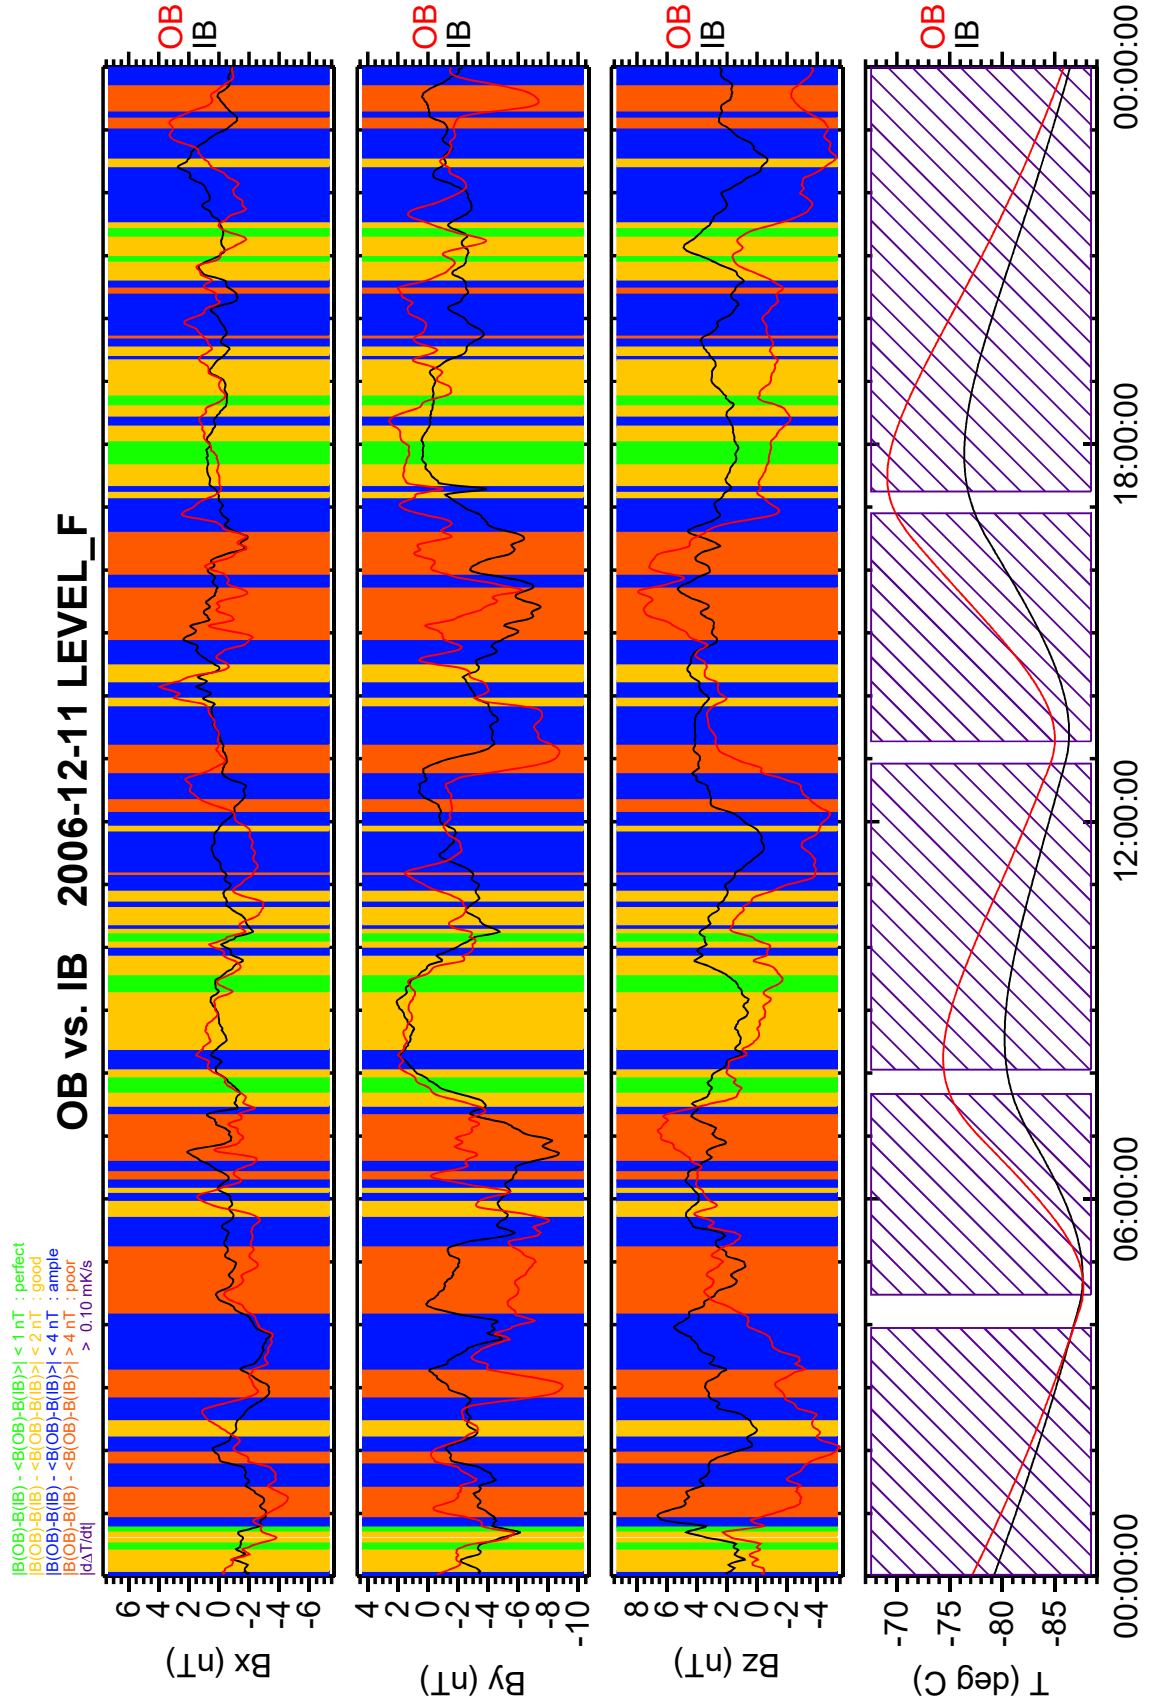 |B(OB)-B(IB) - <B(OB)-B(IB)>| < 1 nT : perfect
|B(OB)-B(IB) - <B(OB)-B(IB)>| < 2 nT : good
|B(OB)-B(IB) - <B(OB)-B(IB)>| < 4 nT : ample
|B(OB)-B(IB) - <B(OB)-B(IB)>| > 4 nT : poor
|dΔT/dt| > 0.10 mK/s
OB vs. IB 2006-12-11 LEVEL_F
Bx (nT)
6
4
2
0
-2
-4
-6
OB
IB
By (nT)
4
2
0
-2
-4
-6
-8
-10
OB
IB
Bz (nT)
8
6
4
2
0
-2
-4
OB
IB
T (deg C)
-70
-75
-80
-85
OB
IB
00:00:00
06:00:00
12:00:00
18:00:00
00:00:00